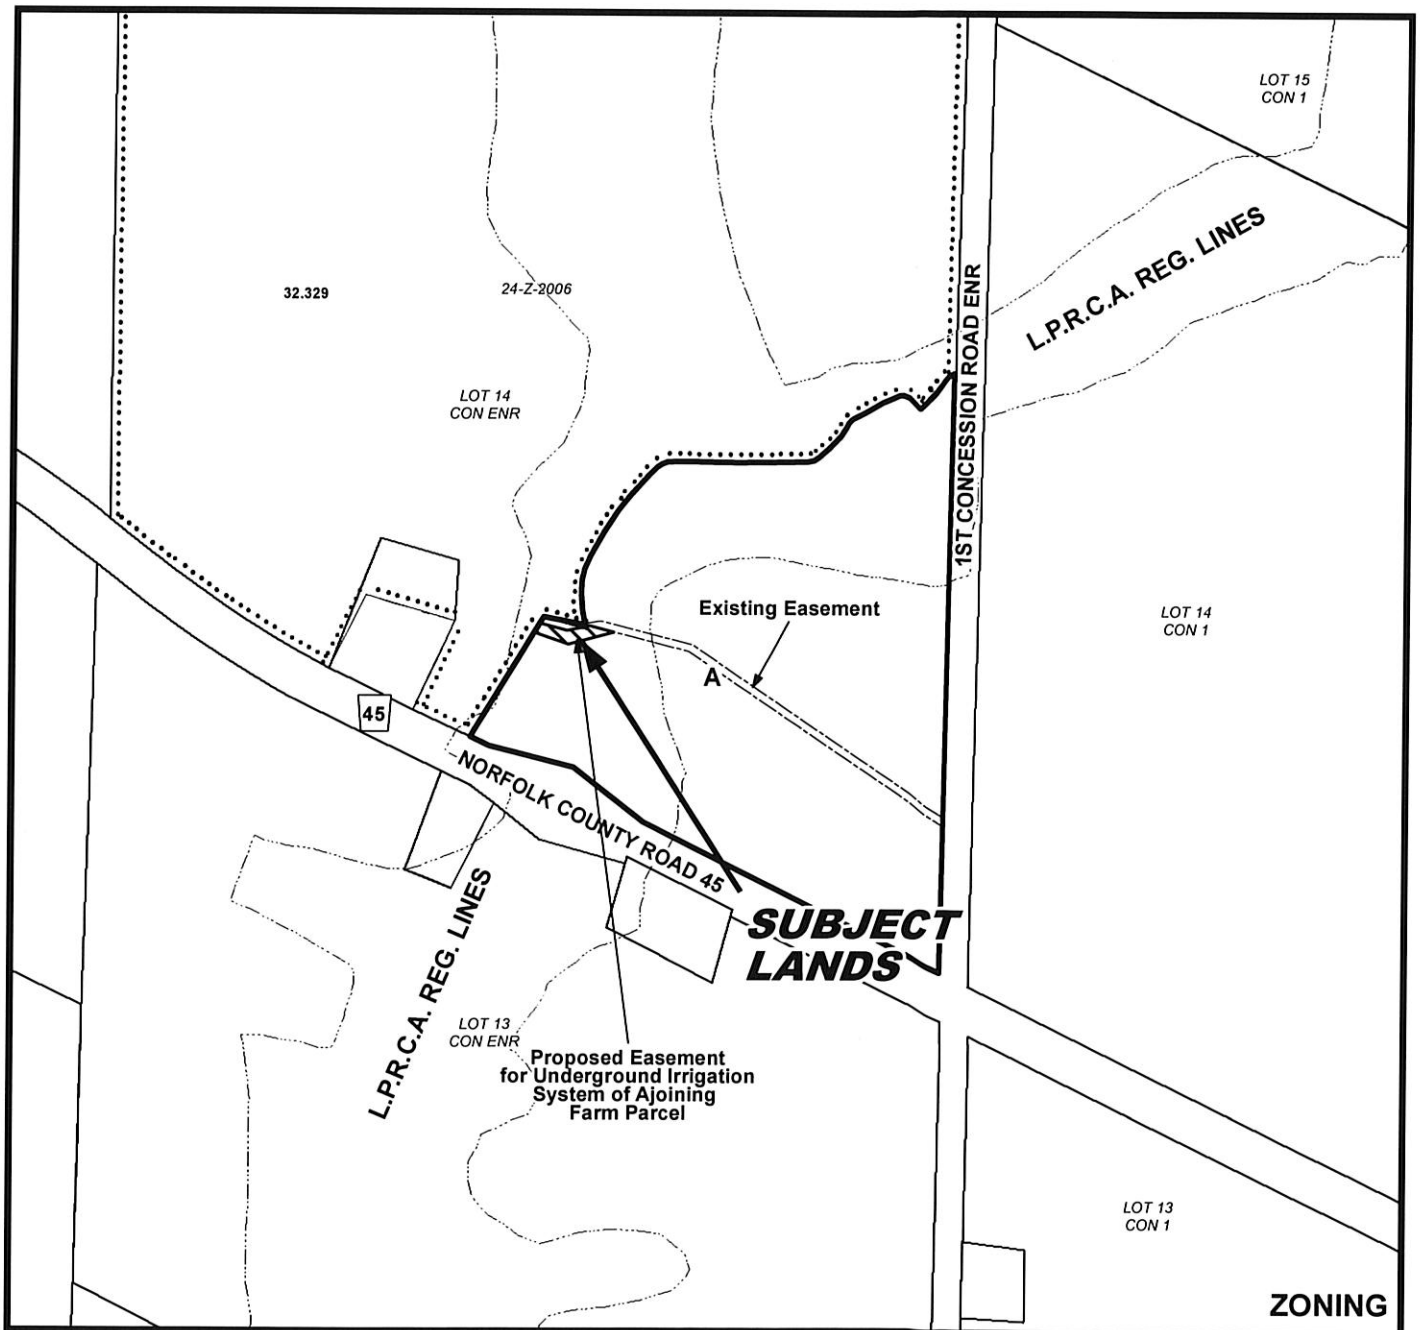 LOT 15
CON 1
L.P.R.C.A. REG. LINES
1ST CONCESSION ROAD ENR
32.329
24-Z-2006
LOT 14
CON ENR
Existing Easement
LOT 14
CON 1
A
45
NORFOLK COUNTY ROAD 45
SUBJECT
LANDS
L.P.R.C.A. REG. LINES
LOT 13
CON ENR
Proposed Easement
for Underground Irrigation
System of Ajoining
Farm Parcel
LOT 13
CON 1
ZONING